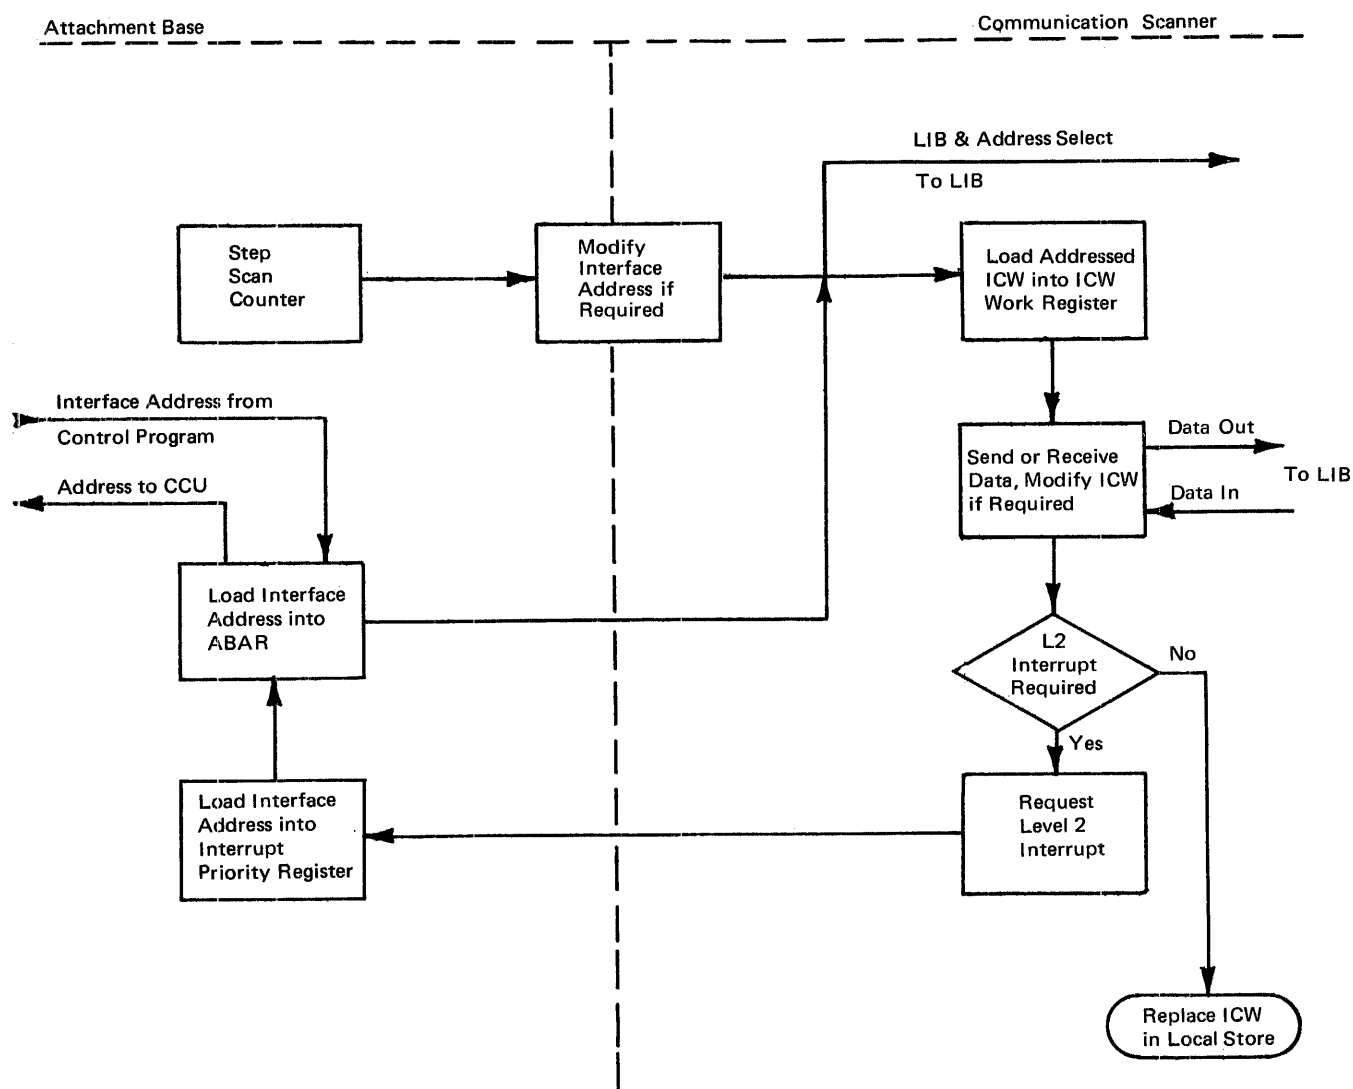 Attachment Base
Communication Scanner
LIB & Address Select
To LIB
Step
Scan
Counter
Modify
Interface
Address if
Required
Load Addressed
ICW into ICW
Work Register
Interface Address from
Control Program
Address to CCU
Send or Receive
Data, Modify ICW
if Required
Data Out
To LIB
Data In
Load Interface
Address into
ABAR
L2
Interrupt
Required
No
Yes
Load Interface
Address into
Interrupt
Priority Register
Request
Level 2
Interrupt
Replace ICW
in Local Store